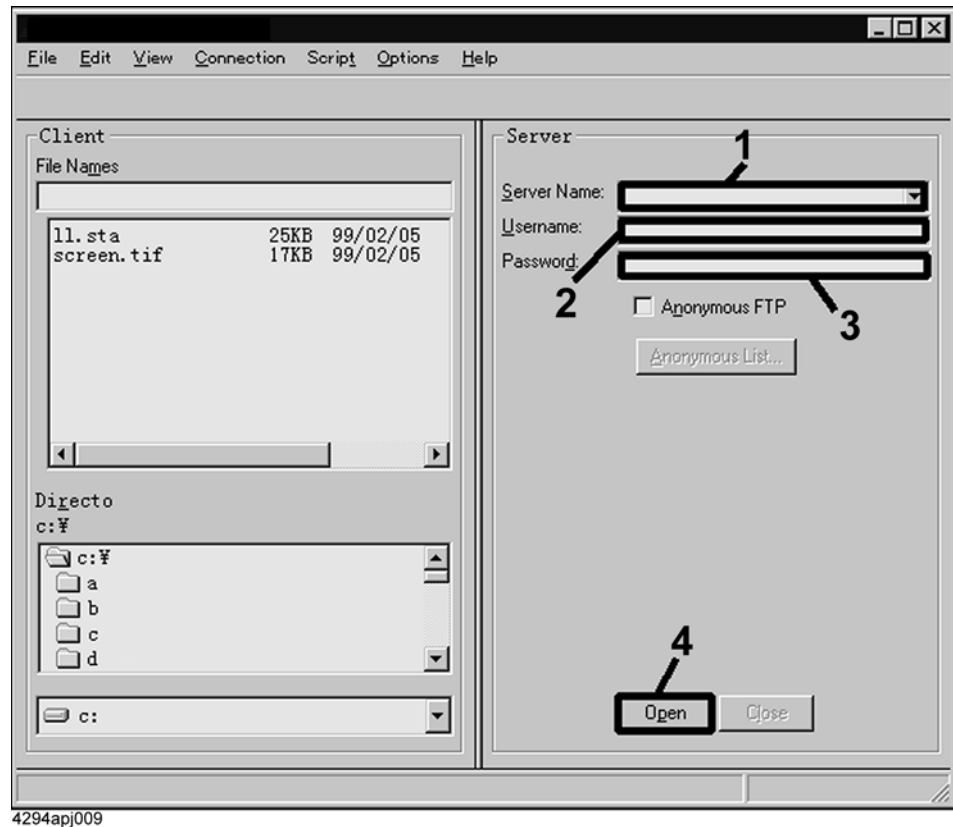 File Edit View Connection Script Options Help
Client
File Names
11.sta 25KB 99/02/05
screen.tif 17KB 99/02/05
Directo
c:¥
c:¥
a
b
c
d
c:
Server
1
Server Name:
Username:
Password:
2
3
Anonymous FTP
Anonymous List...
4
Open Close
4294apj009